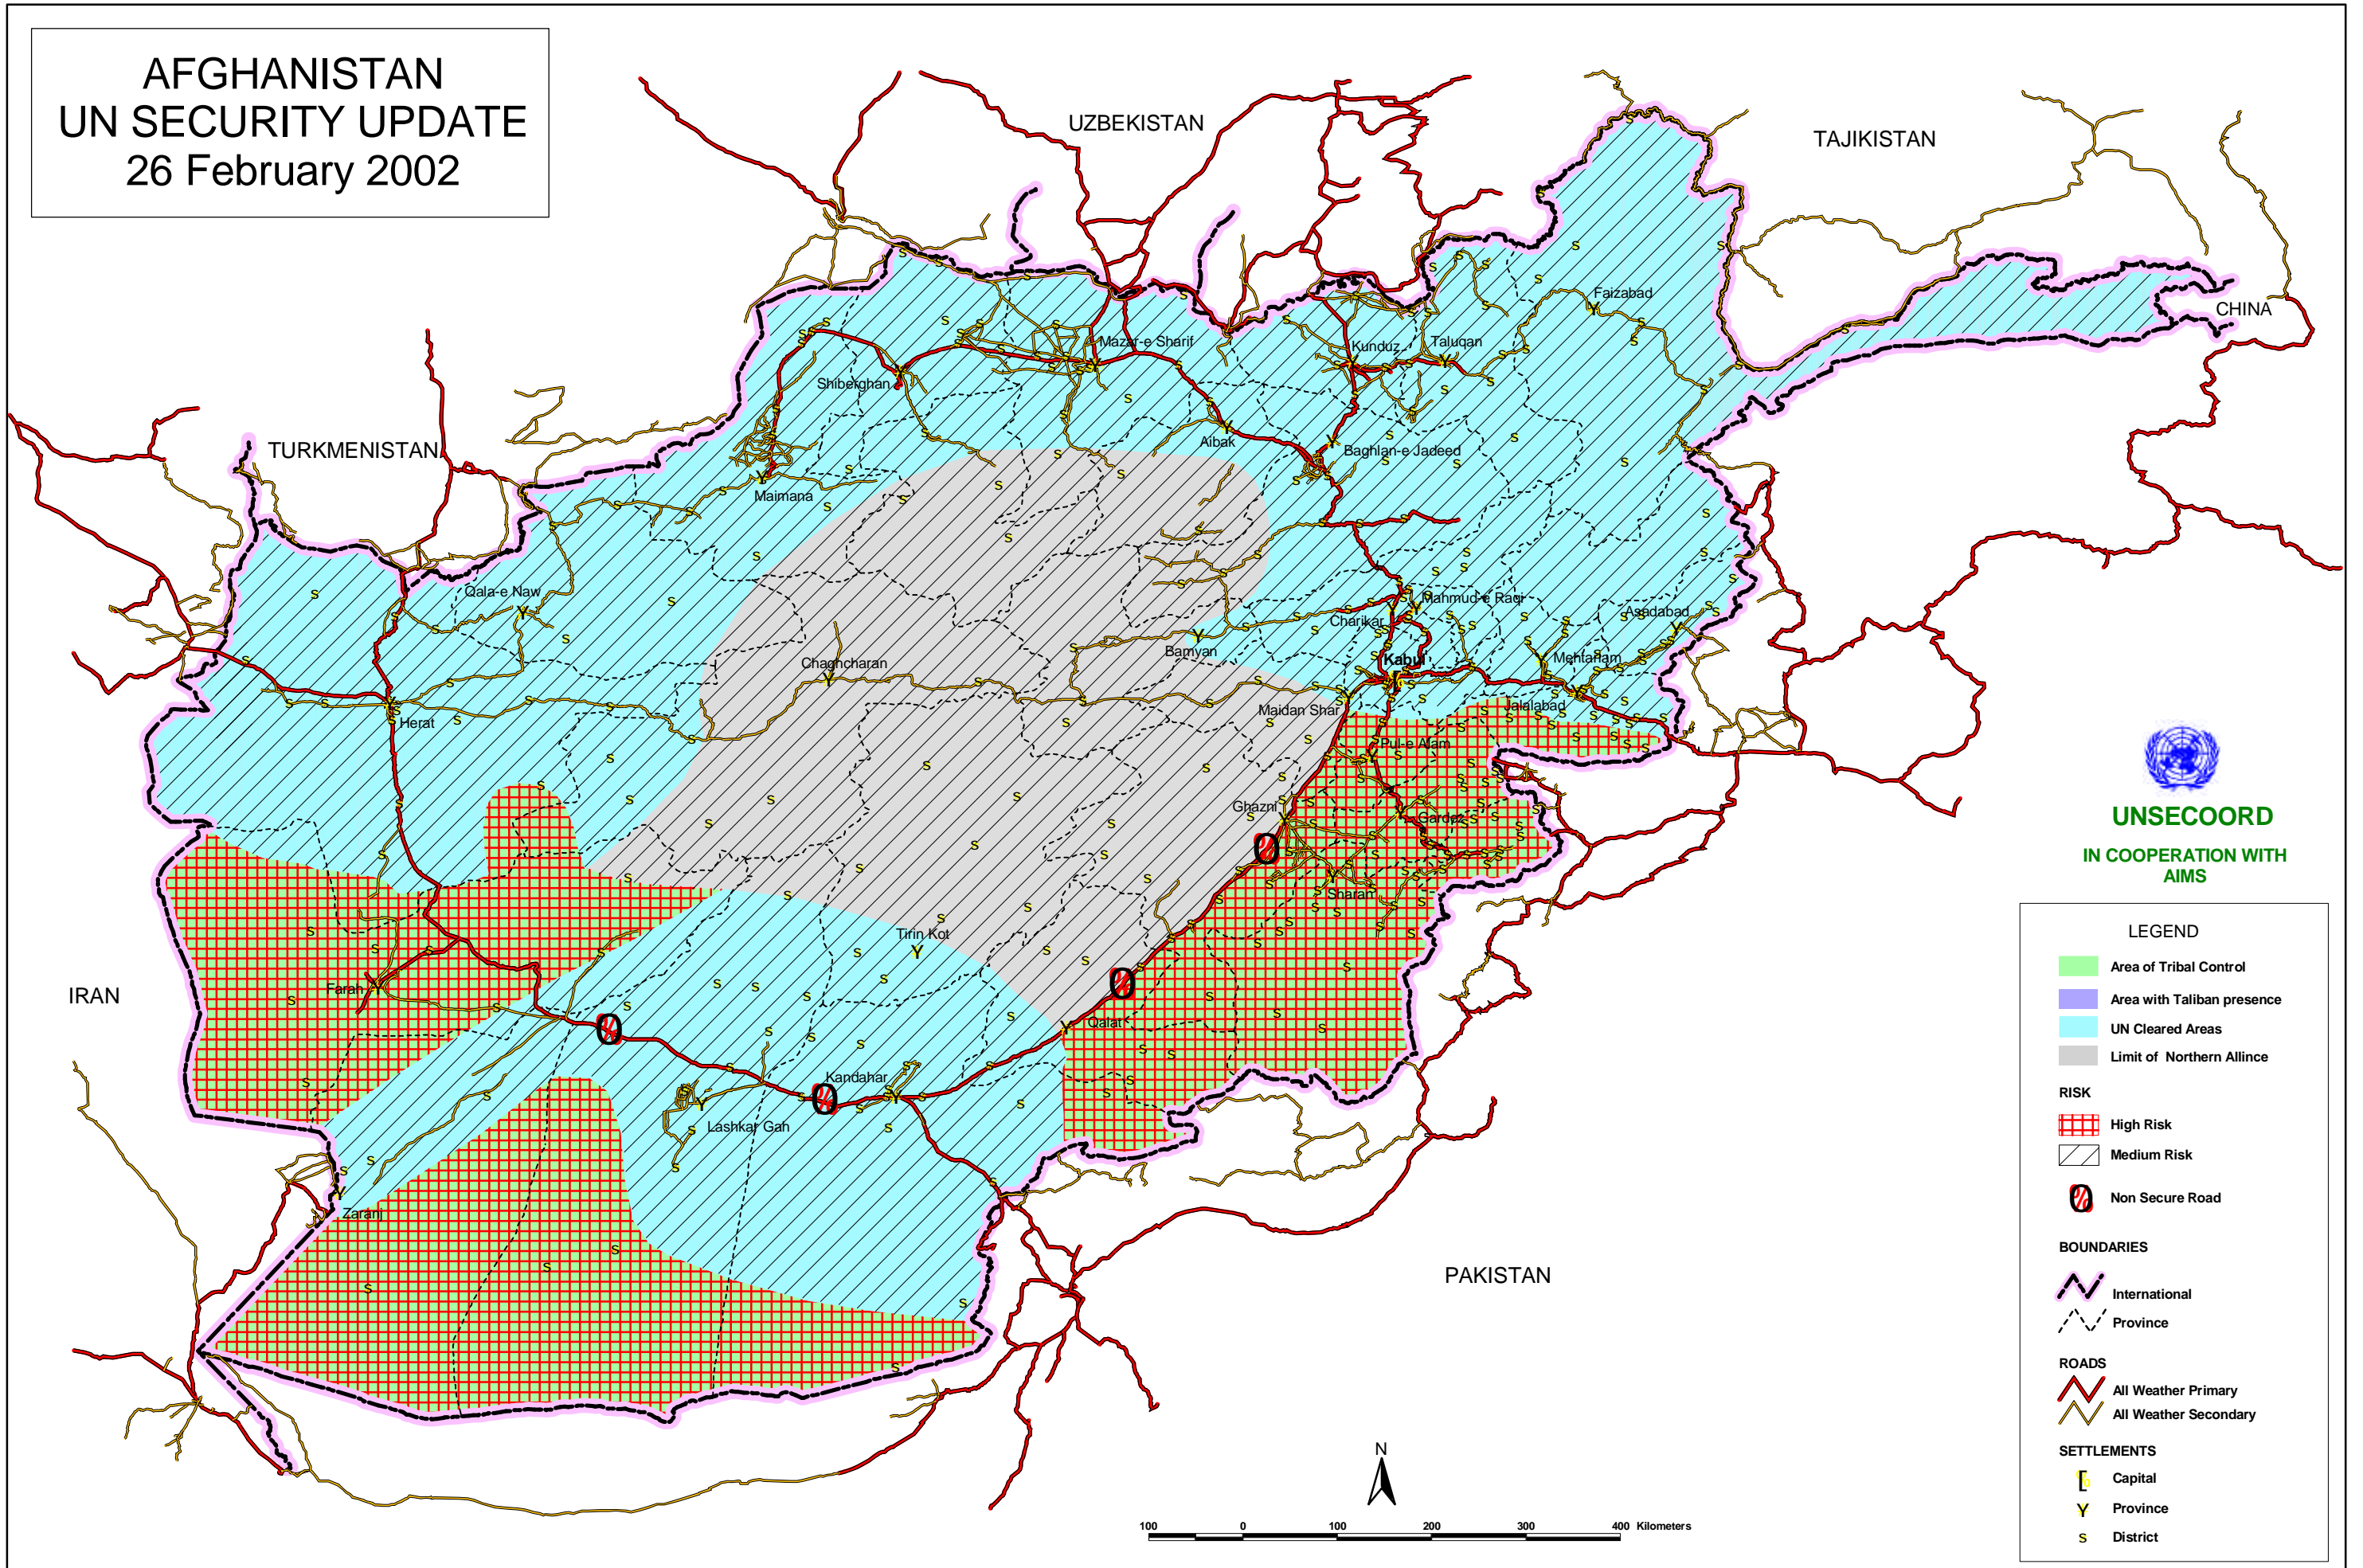 AFGHANISTAN
UN SECURITY UPDATE
26 February 2002
UZBEKISTAN
TAJIKISTAN
CHINA
TURKMENISTAN
IRAN
PAKISTAN
Faizabad
Mazar-e Sharif
Kunduz
Taluqan
Shiberghan
Aibak
Baghlan-e Jadeed
Maimana
Qala-e Naw
Mahmud-e Raqi
Asadabad
Charikar
Bamyan
Chaghcharan
Kabul
Mehtarlam
Herat
Maidan Shar
Jalalabad
Pul-e Alam
Ghazni
Gardez
Sharan
Tirin Kot
Farah
Qalat
Kandahar
Lashkar Gah
Zaranj
UNSECOORD
IN COOPERATION WITH
AIMS
LEGEND
Area of Tribal Control
Area with Taliban presence
UN Cleared Areas
Limit of Northern Allince
RISK
High Risk
Medium Risk
Non Secure Road
BOUNDARIES
International
Province
ROADS
All Weather Primary
All Weather Secondary
SETTLEMENTS
Capital
Y Province
S District
N
100 0 100 200 300 400 Kilometers